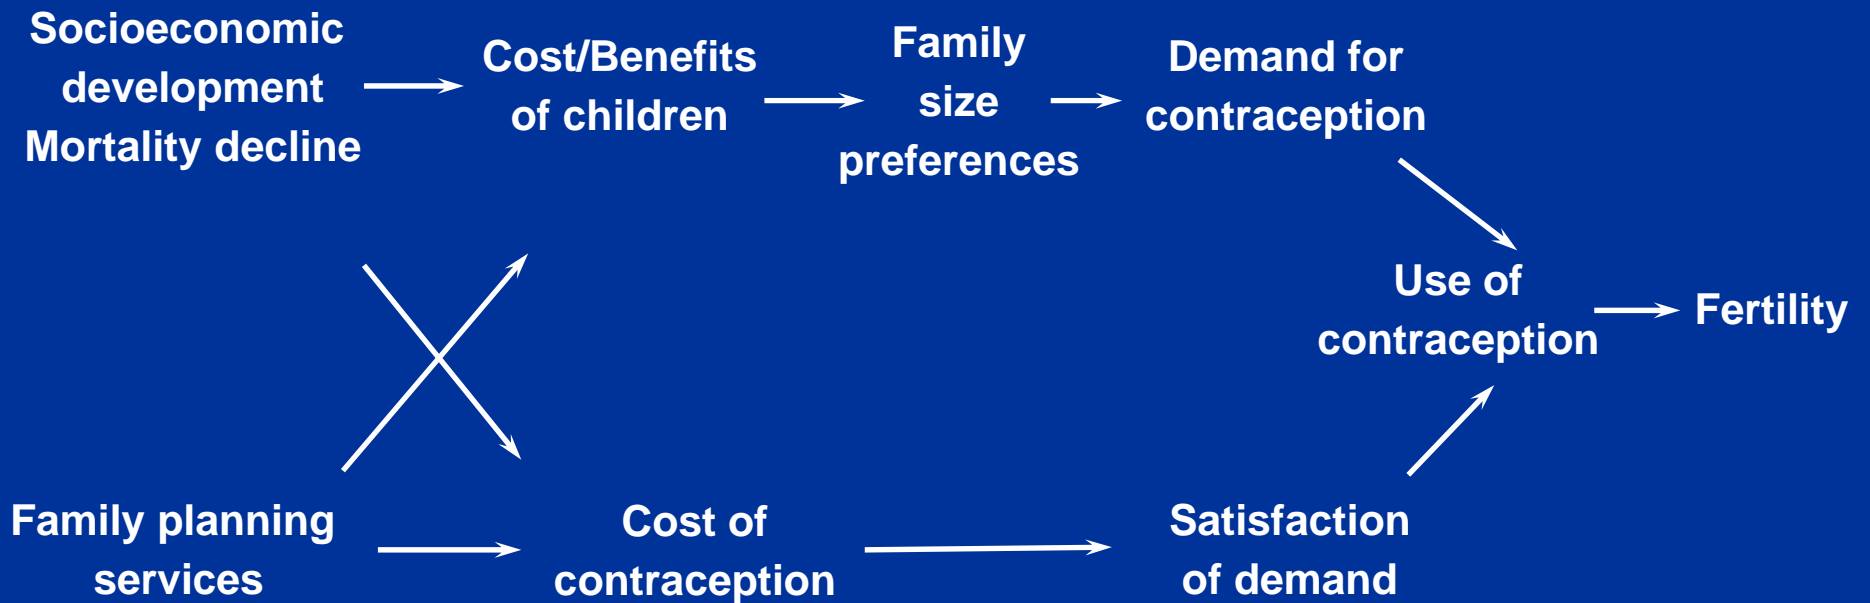 Socioeconomic
development
Mortality decline
Cost/Benefits
of children
Family
size
preferences
Demand for
contraception
Use of
contraception
Fertility
Family planning
services
Cost of
contraception
Satisfaction
of demand